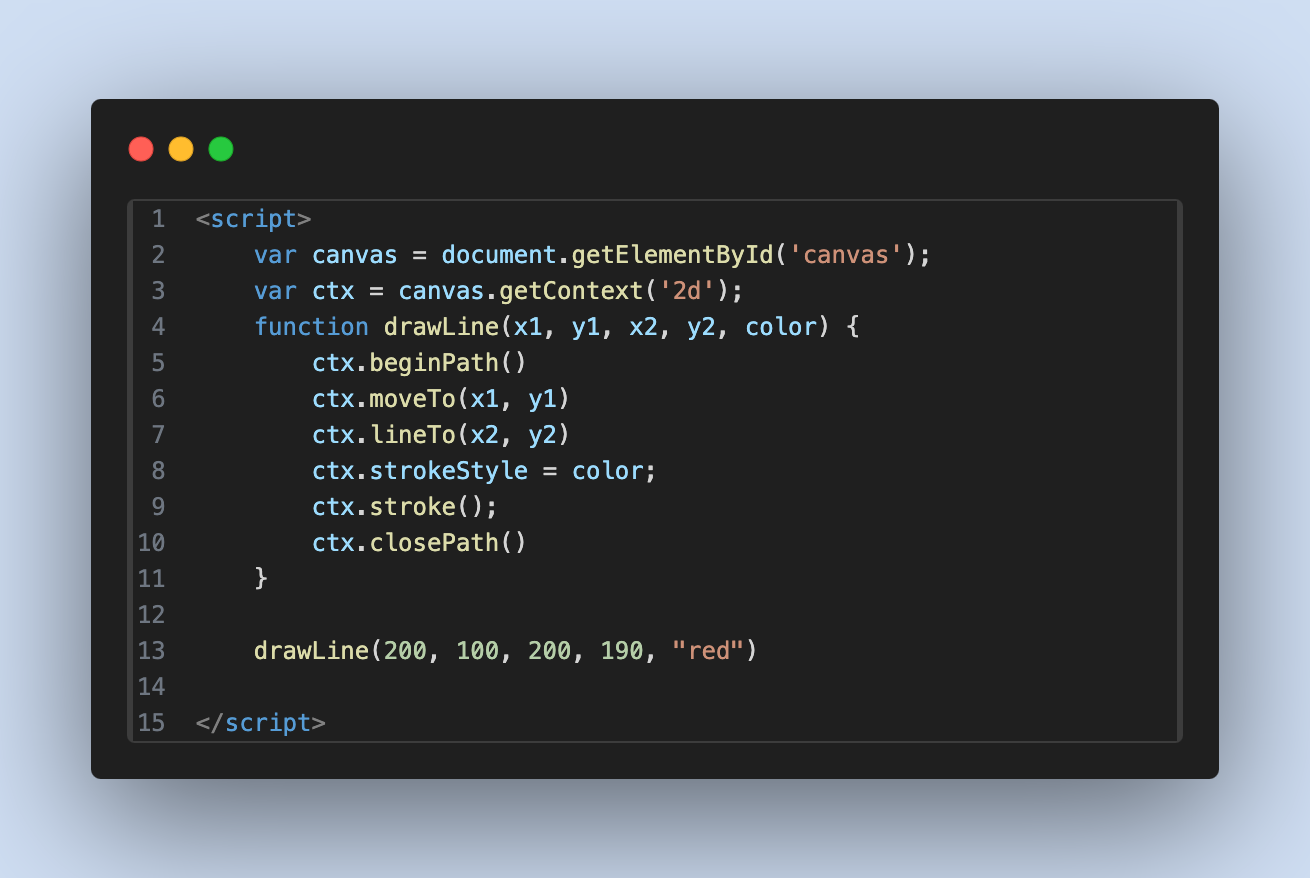 1 <script>
2     var canvas = document.getElementById('canvas');
3     var ctx = canvas.getContext('2d');
4     function drawLine(x1, y1, x2, y2, color) {
5         ctx.beginPath()
6         ctx.moveTo(x1, y1)
7         ctx.lineTo(x2, y2)
8         ctx.strokeStyle = color;
9         ctx.stroke();
10         ctx.closePath()
11     }
12
13     drawLine(200, 100, 200, 190, "red")
14
15 </script>